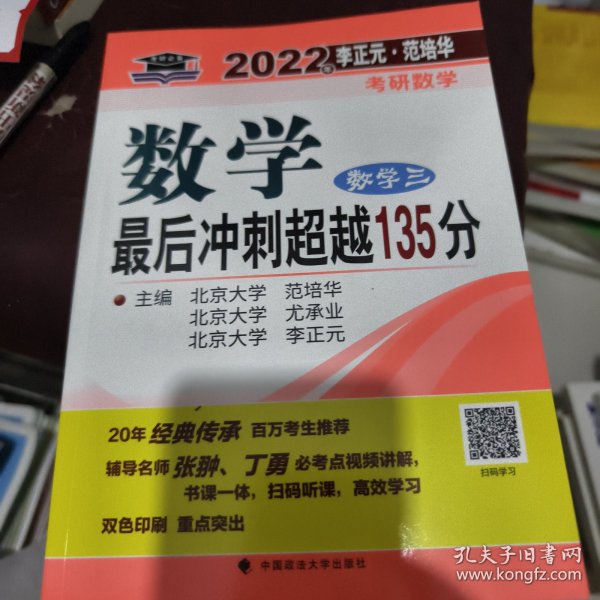 考研必备
2022年 李正元·范培华
考研数学
数学
数学三
最后冲刺超越135分
主编 北京大学 范培华
北京大学 尤承业
北京大学 李正元
20年 经典传承 百万考生推荐
辅导名师 张翀、丁勇 必考点视频讲解,
书课一体,扫码听课,高效学习
扫码学习
双色印刷 重点突出
中国政法大学出版社
孔夫子旧书网
www.kongfz.com